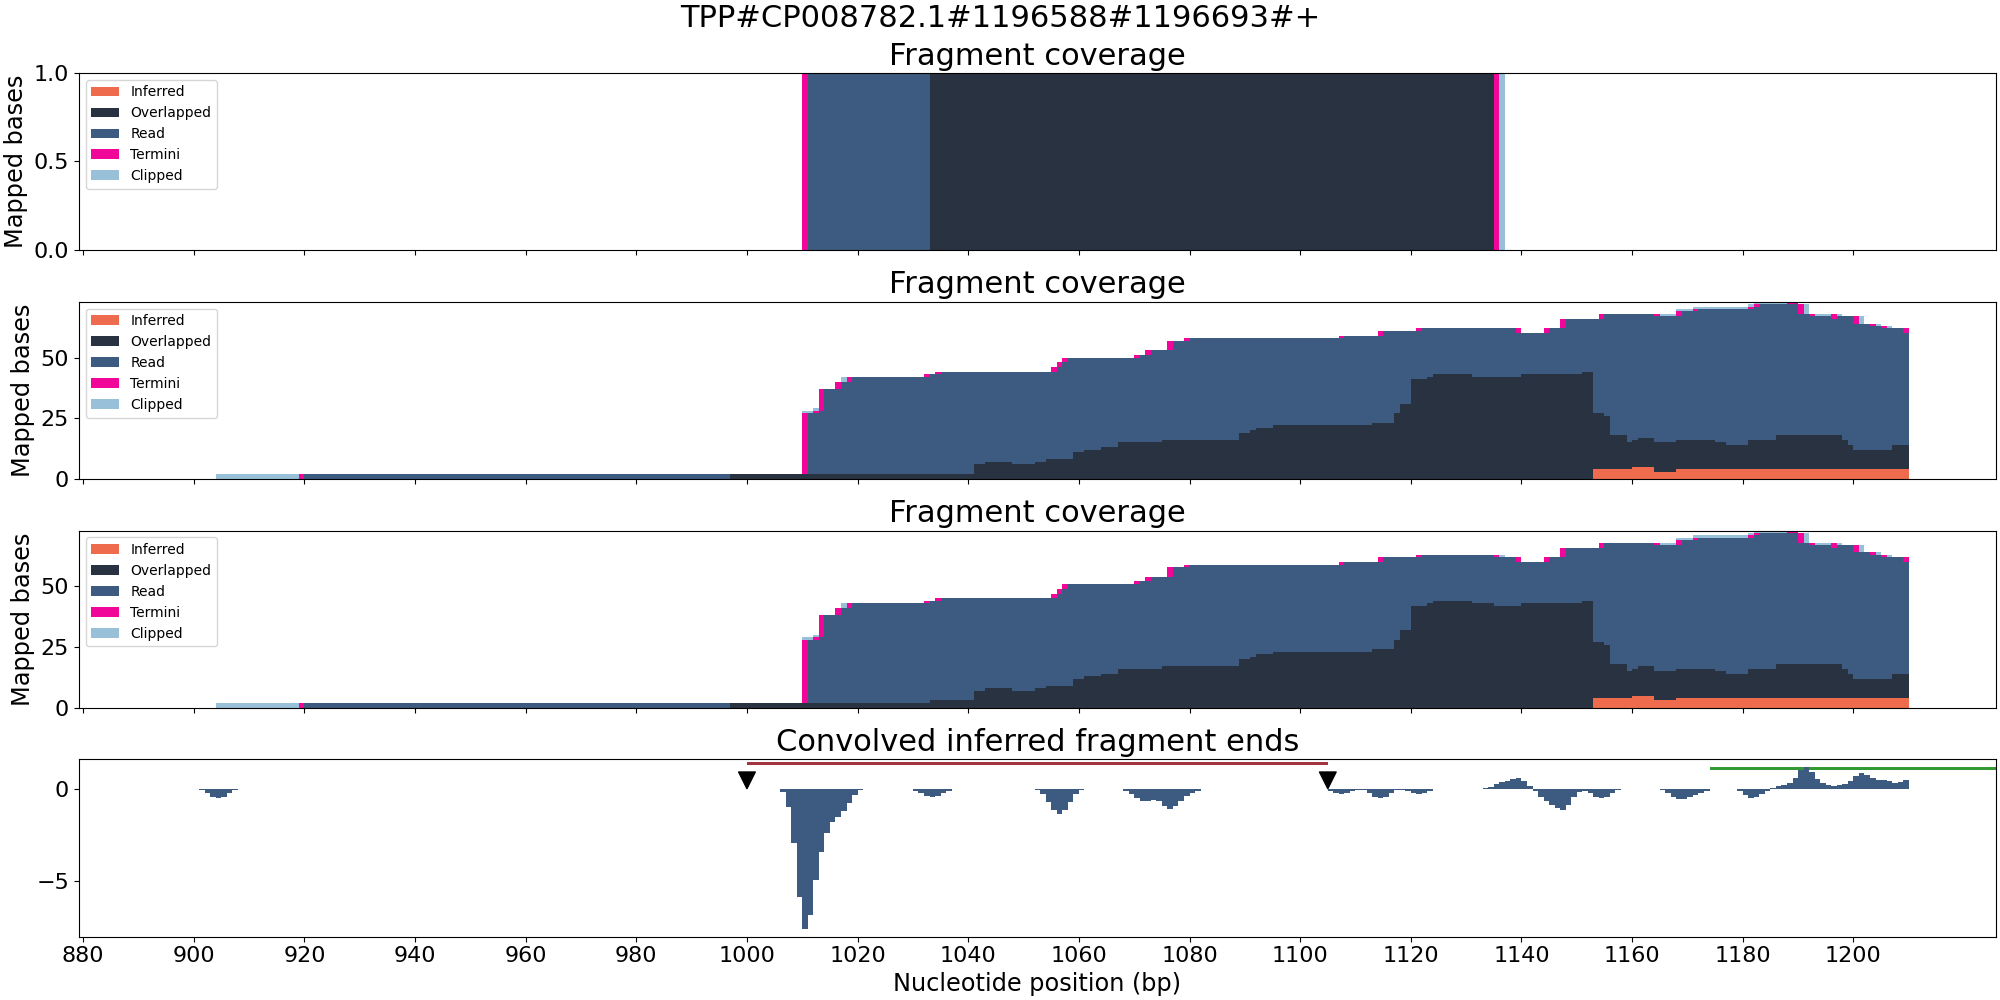 TPP#CP008782.1#1196588#1196693#+
Fragment coverage
Mapped bases
1.0
0.5
0.0
Inferred
Overlapped
Read
Termini
Clipped
Fragment coverage
Mapped bases
50
25
0
Inferred
Overlapped
Read
Termini
Clipped
Fragment coverage
Mapped bases
50
25
0
Inferred
Overlapped
Read
Termini
Clipped
Convolved inferred fragment ends
0
−5
880 900 920 940 960 980 1000 1020 1040 1060 1080 1100 1120 1140 1160 1180 1200
Nucleotide position (bp)